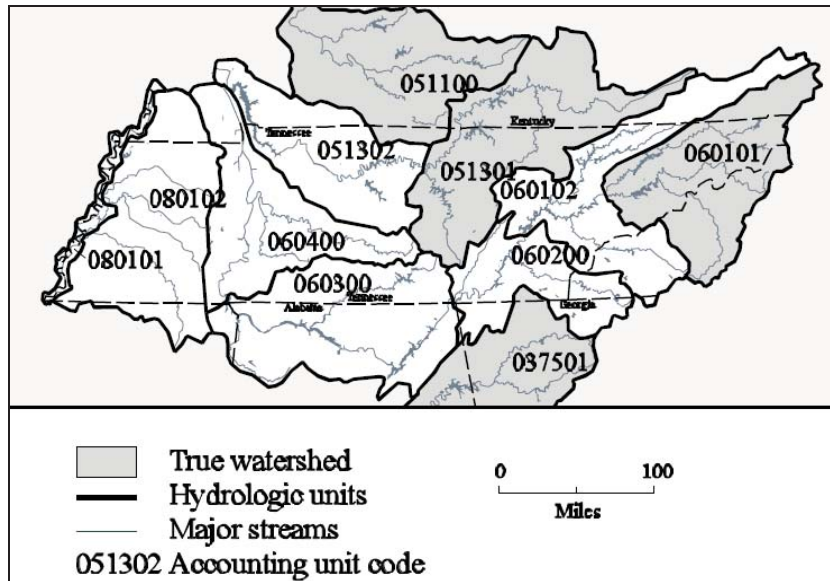 051100
Kentucky
Tennessee
051302
060101
051301
060102
080102
060400
060200
080101
060300
Tennessee
Alabama
Georgia
037501
True watershed
0 100
Hydrologic units
Miles
Major streams
051302 Accounting unit code